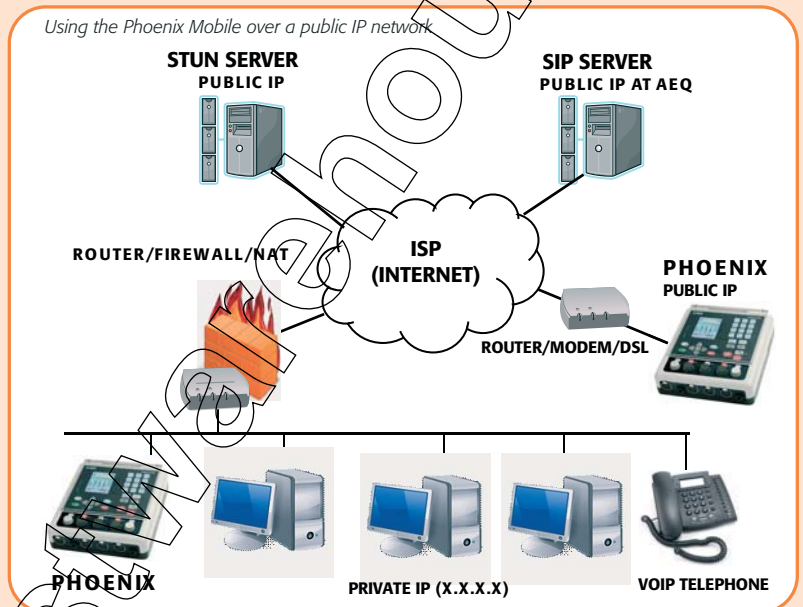 Using the Phoenix Mobile over a public IP network
STUN SERVER
PUBLIC IP
SIP SERVER
PUBLIC IP AT AEQ
ROUTER/FIREWALL/NAT
ISP
(INTERNET)
PHOENIX
PUBLIC IP
ROUTER/MODEM/DSL
PHOENIX
PRIVATE IP (X.X.X.X)
VOIP TELEPHONE